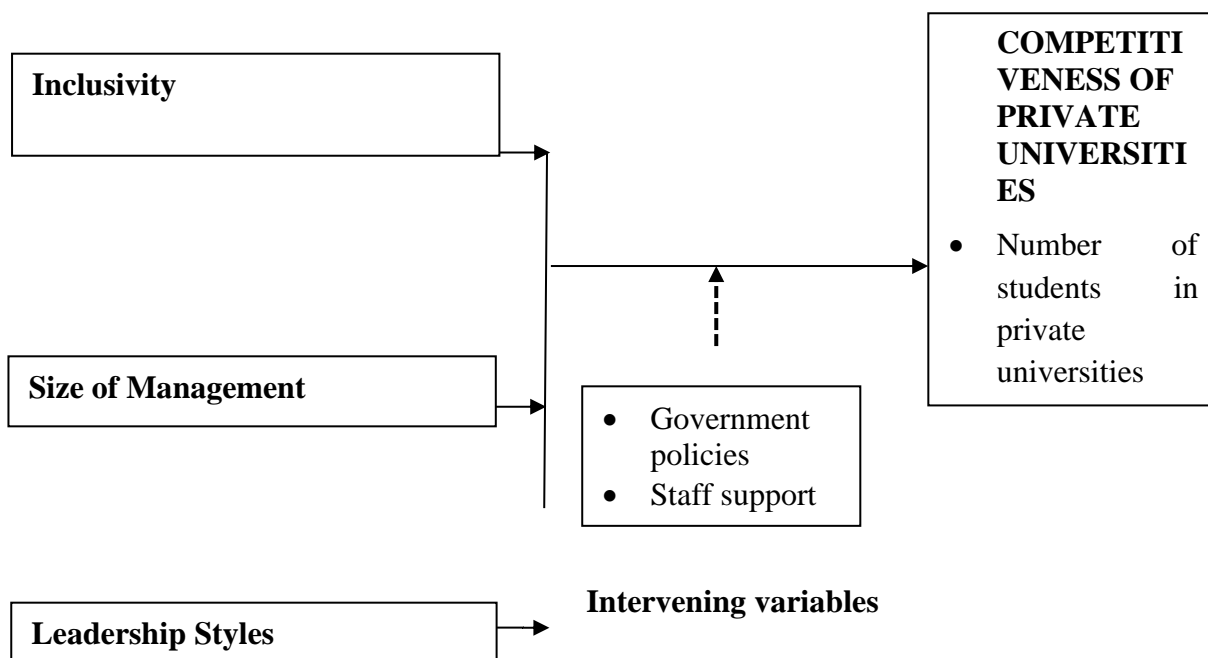 Inclusivity
Size of Management
Leadership Styles
• Government
policies
• Staff support
Intervening variables
COMPETITI
VENESS OF
PRIVATE
UNIVERSITI
ES
• Number of
students in
private
universities